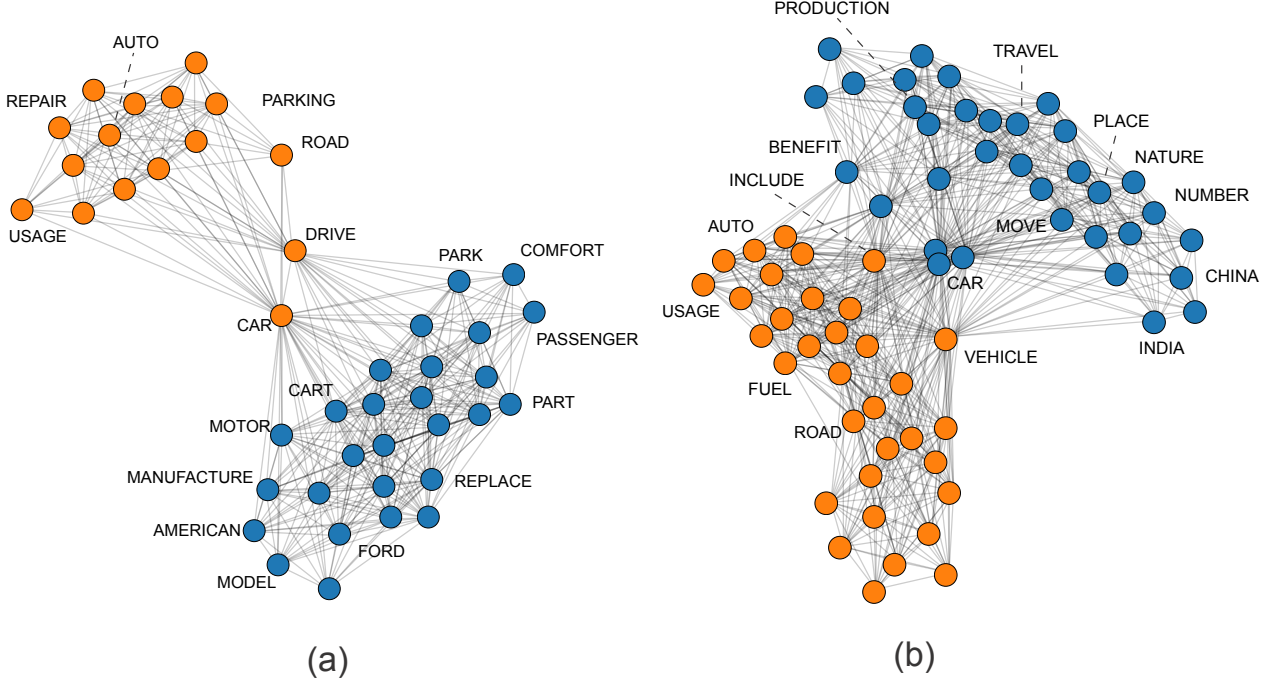 AUTO
REPAIR
PARKING
ROAD
USAGE
DRIVE
PARK
COMFORT
CAR
PASSENGER
CART
PART
MOTOR
MANUFACTURE
REPLACE
AMERICAN
FORD
MODEL
(a)
PRODUCTION
TRAVEL
PLACE
BENEFIT
NATURE
INCLUDE
NUMBER
AUTO
MOVE
CAR
CHINA
USAGE
INDIA
VEHICLE
FUEL
ROAD
(b)